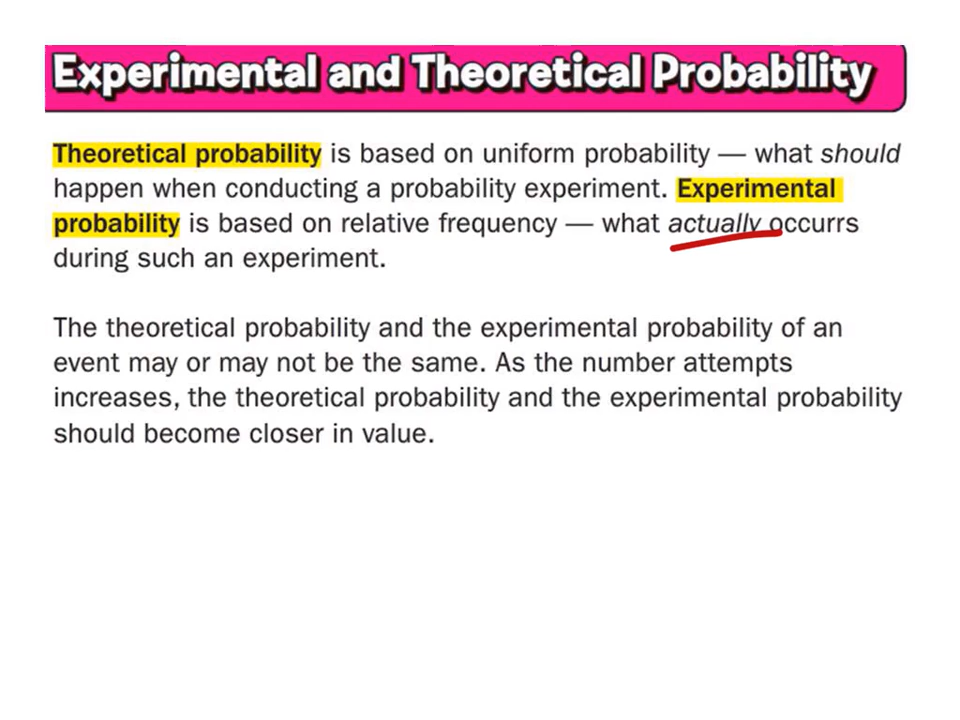 Experimental and Theoretical Probability
Theoretical probability is based on uniform probability — what should
happen when conducting a probability experiment. Experimental
probability is based on relative frequency — what actually occurrs
during such an experiment.
The theoretical probability and the experimental probability of an
event may or may not be the same. As the number attempts
increases, the theoretical probability and the experimental probability
should become closer in value.